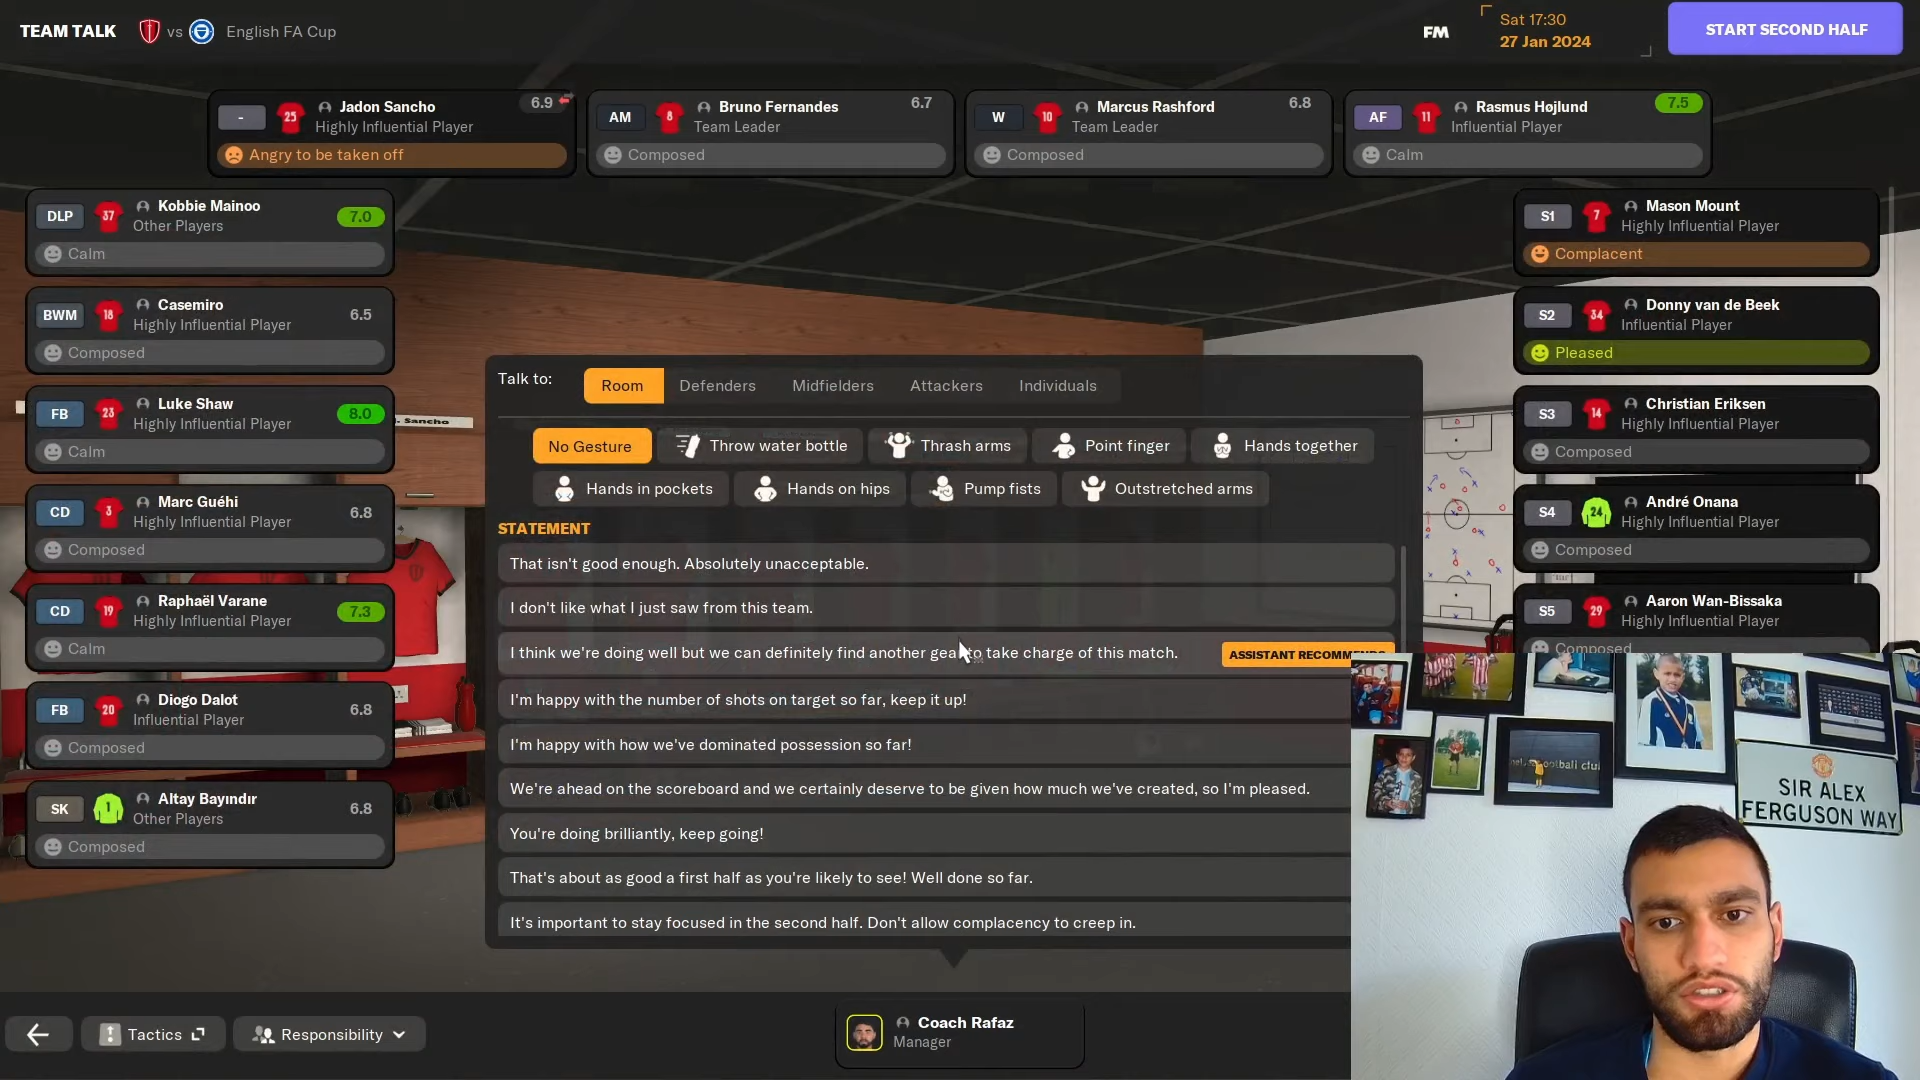 TEAM TALK
vs
English FA Cup
FM
Sat 17:30
27 Jan 2024
START SECOND HALF
-
25
Jadon Sancho
Highly Influential Player
6.9
Angry to be taken off
AM
8
Bruno Fernandes
Team Leader
6.7
Composed
W
10
Marcus Rashford
Team Leader
6.8
Composed
AF
11
Rasmus Højlund
Influential Player
7.5
Calm
DLP
37
Kobbie Mainoo
Other Players
7.0
Calm
BWM
18
Casemiro
Highly Influential Player
6.5
Composed
FB
23
Luke Shaw
Highly Influential Player
8.0
Calm
. Sancho
CD
3
Marc Guéhi
Highly Influential Player
6.8
Composed
CD
19
Raphaël Varane
Highly Influential Player
7.3
Calm
FB
20
Diogo Dalot
Influential Player
6.8
Composed
SK
1
Altay Bayındır
Other Players
6.8
Composed
Talk to:
Room
Defenders
Midfielders
Attackers
Individuals
No Gesture
Throw water bottle
Thrash arms
Point finger
Hands together
Hands in pockets
Hands on hips
Pump fists
Outstretched arms
STATEMENT
That isn't good enough. Absolutely unacceptable.
I don't like what I just saw from this team.
I think we're doing well but we can definitely find another gear to take charge of this match.
ASSISTANT RECOMMENDS
I'm happy with the number of shots on target so far, keep it up!
I'm happy with how we've dominated possession so far!
We're ahead on the scoreboard and we certainly deserve to be given how much we've created, so I'm pleased.
You're doing brilliantly, keep going!
That's about as good a first half as you're likely to see! Well done so far.
It's important to stay focused in the second half. Don't allow complacency to creep in.
S1
7
Mason Mount
Highly Influential Player
Complacent
S2
34
Donny van de Beek
Influential Player
Pleased
S3
14
Christian Eriksen
Highly Influential Player
Composed
S4
24
André Onana
Highly Influential Player
Composed
S5
29
Aaron Wan-Bissaka
Highly Influential Player
Composed
SIR ALEX
FERGUSON WAY
Tactics
Responsibility
Coach Rafaz
Manager